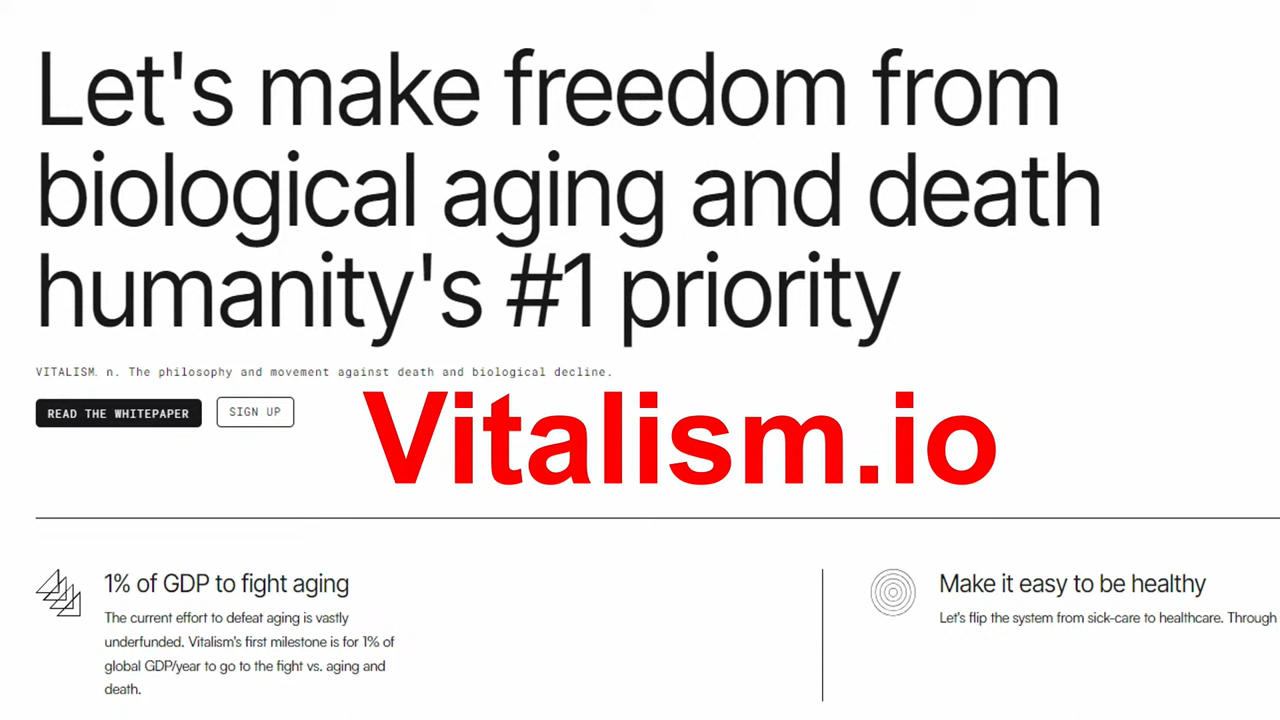 Let's make freedom from
biological aging and death
humanity's #1 priority
VITALISM. n. The philosophy and movement against death and biological decline.
READ THE WHITEPAPER
SIGN UP
Vitalism.io
1% of GDP to fight aging
The current effort to defeat aging is vastly
underfunded. Vitalism's first milestone is for 1% of
global GDP/year to go to the fight vs. aging and
death.
Make it easy to be healthy
Let's flip the system from sick-care to healthcare. Through